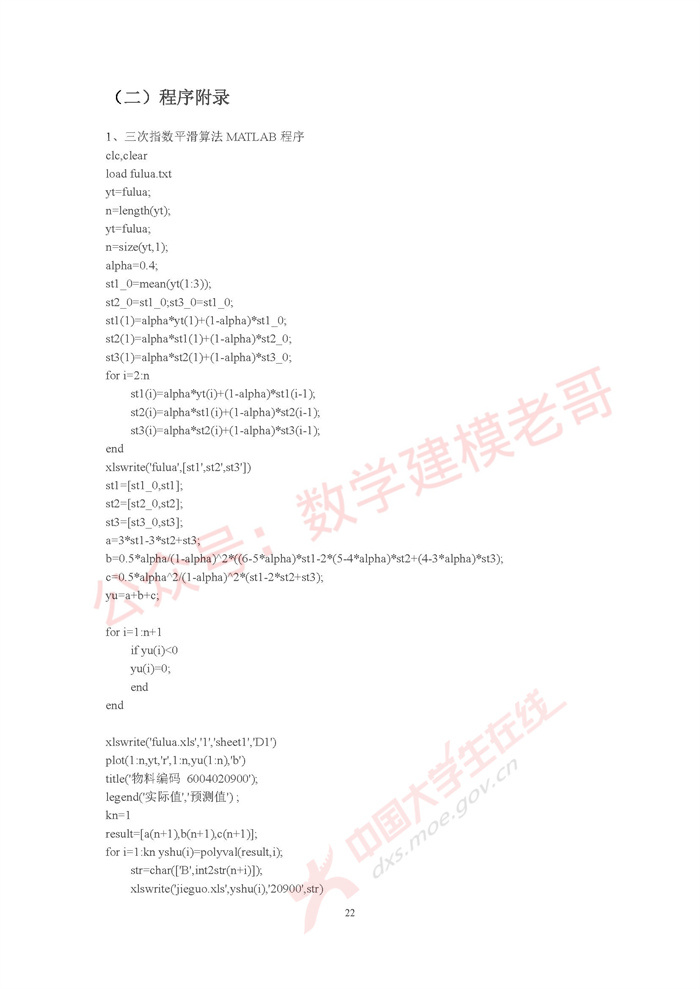 （二）程序附录
1、三次指数平滑算法 MATLAB 程序
clc,clear
load fulua.txt
yt=fulua;
n=length(yt);
yt=fulua;
n=size(yt,1);
alpha=0.4;
st1_0=mean(yt(1:3));
st2_0=st1_0;st3_0=st1_0;
st1(1)=alpha*yt(1)+(1-alpha)*st1_0;
st2(1)=alpha*st1(1)+(1-alpha)*st2_0;
st3(1)=alpha*st2(1)+(1-alpha)*st3_0;
for i=2:n
st1(i)=alpha*yt(i)+(1-alpha)*st1(i-1);
st2(i)=alpha*st1(i)+(1-alpha)*st2(i-1);
st3(i)=alpha*st2(i)+(1-alpha)*st3(i-1);
end
xlswrite('fulua',[st1',st2',st3'])
st1=[st1_0,st1];
st2=[st2_0,st2];
st3=[st3_0,st3];
a=3*st1-3*st2+st3;
b=0.5*alpha/(1-alpha)^2*((6-5*alpha)*st1-2*(5-4*alpha)*st2+(4-3*alpha)*st3);
c=0.5*alpha^2/(1-alpha)^2*(st1-2*st2+st3);
yu=a+b+c;
for i=1:n+1
if yu(i)<0
yu(i)=0;
end
end
xlswrite('fulua.xls','1','sheet1','D1')
plot(1:n,yt,'r',1:n,yu(1:n),'b')
title('物料编码 6004020900');
legend('实际值','预测值') ;
kn=1
result=[a(n+1),b(n+1),c(n+1)];
for i=1:kn yshu(i)=polyval(result,i);
str=char(['B',int2str(n+i)]);
xlswrite('jieguo.xls',yshu(i),'20900',str)
22
公众号：数学建模老哥
中国大学生在线
dxs.moe.gov.cn